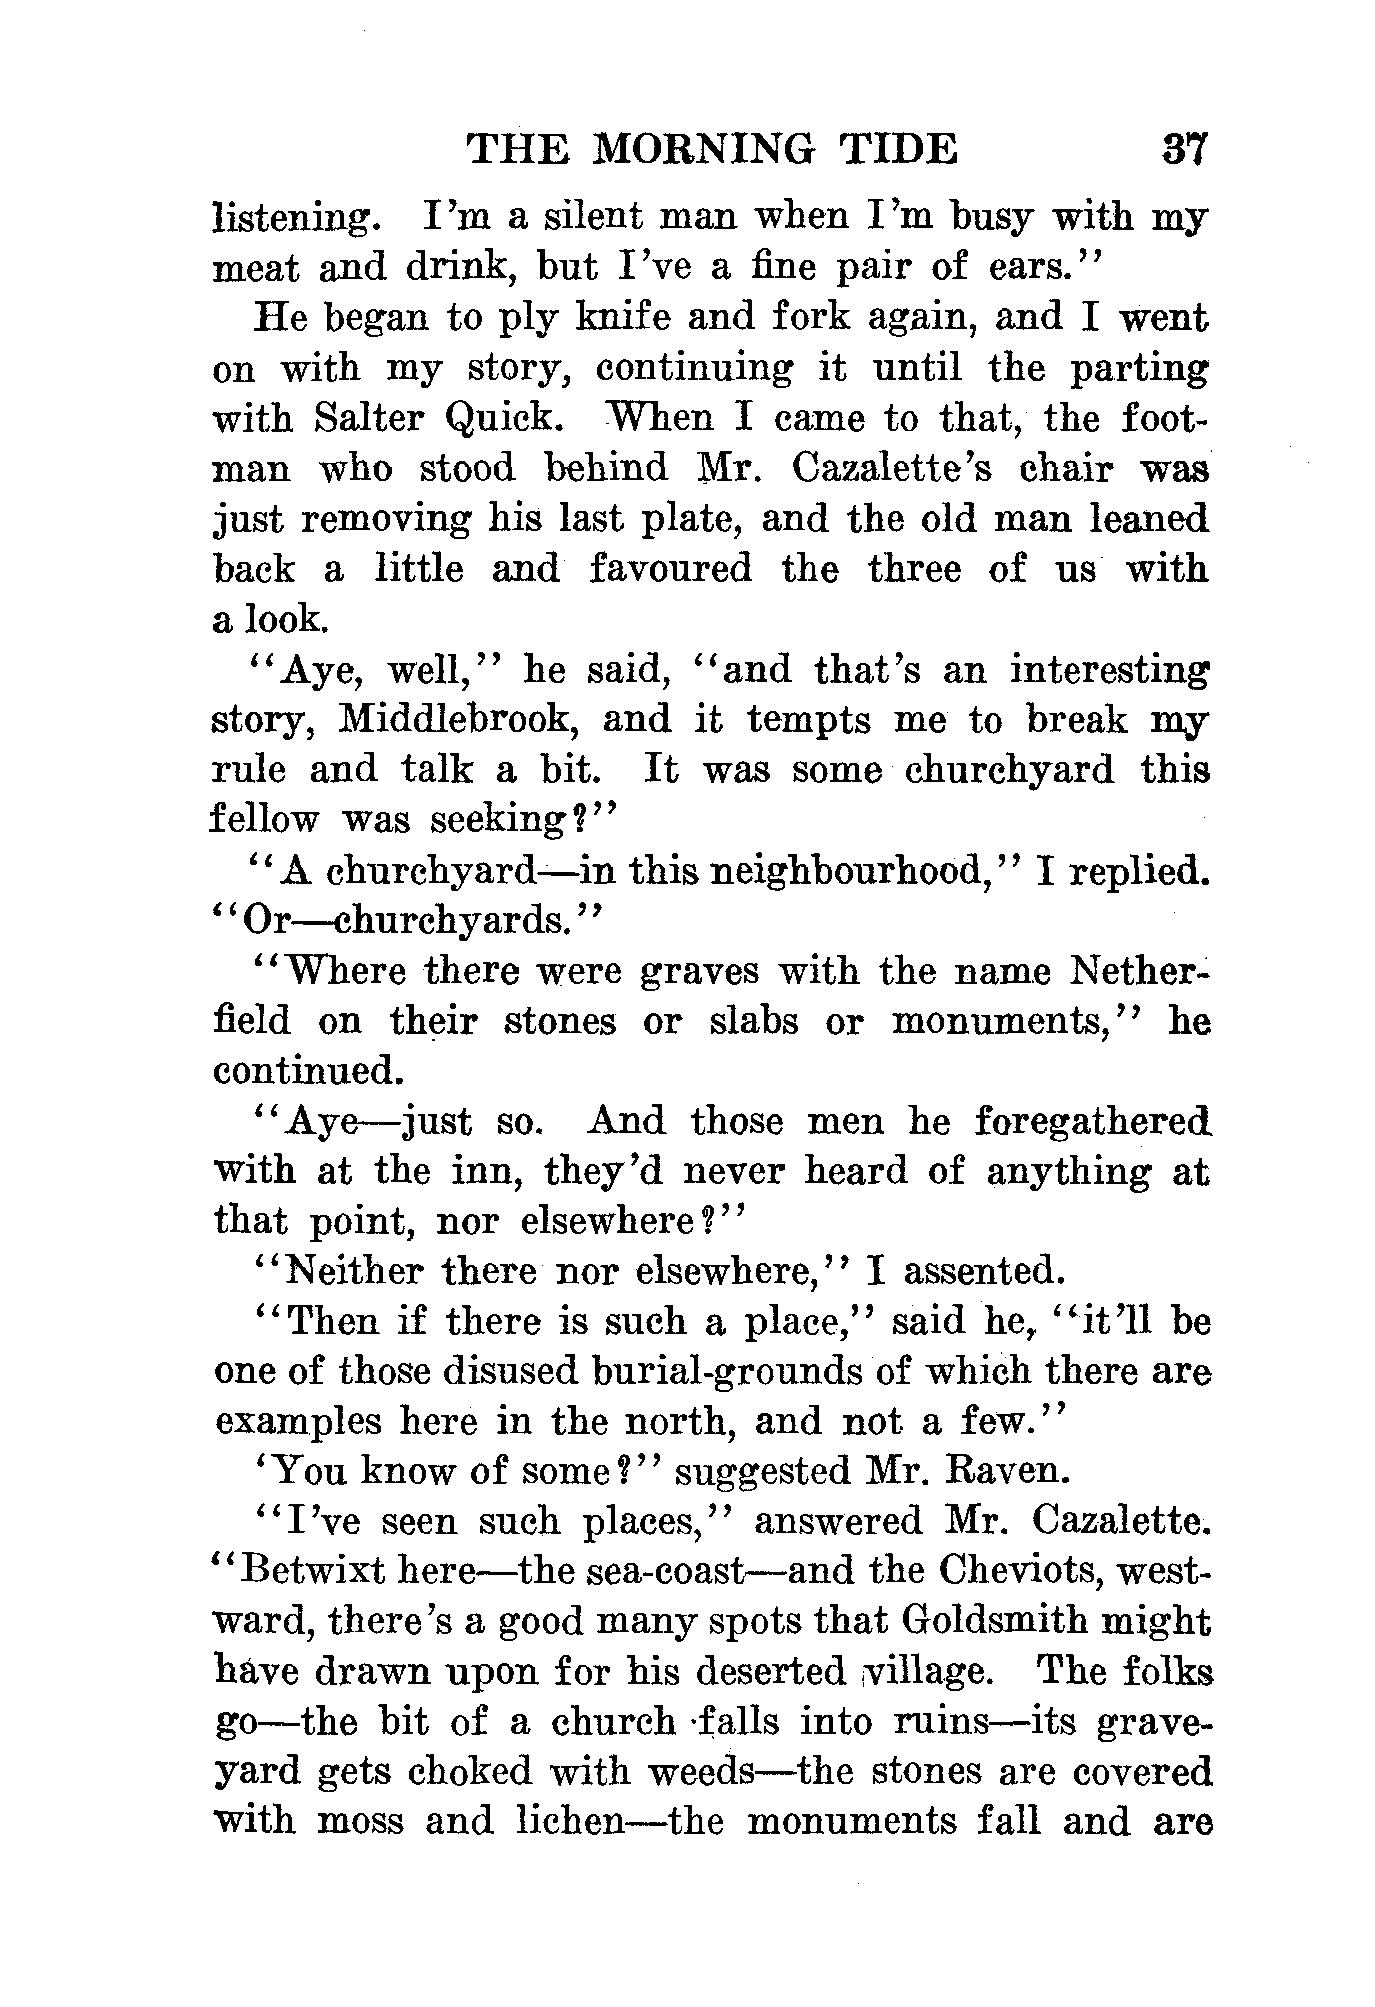 THE MORNING TIDE 37
listening. I'm a silent man when I'm busy with my
meat and drink, but I've a fine pair of ears."
He began to ply knife and fork again, and I went
on with my story, continuing it until the parting
with Salter Quick. When I came to that, the foot-
man who stood behind Mr. Cazalette's chair was
just removing his last plate, and the old man leaned
back a little and favoured the three of us with
a look.
"Aye, well," he said, "and that's an interesting
story, Middlebrook, and it tempts me to break my
rule and talk a bit. It was some churchyard this
fellow was seeking?"
"A churchyard—in this neighbourhood," I replied.
"Or—churchyards."
"Where there were graves with the name Nether-
field on their stones or slabs or monuments," he
continued.
"Aye—just so. And those men he foregathered
with at the inn, they'd never heard of anything at
that point, nor elsewhere?"
"Neither there nor elsewhere," I assented.
"Then if there is such a place," said he, "it'll be
one of those disused burial-grounds of which there are
examples here in the north, and not a few."
'You know of some?" suggested Mr. Raven.
"I've seen such places," answered Mr. Cazalette.
"Betwixt here—the sea-coast—and the Cheviots, west-
ward, there's a good many spots that Goldsmith might
have drawn upon for his deserted village. The folks
go—the bit of a church falls into ruins—its grave-
yard gets choked with weeds—the stones are covered
with moss and lichen—the monuments fall and are